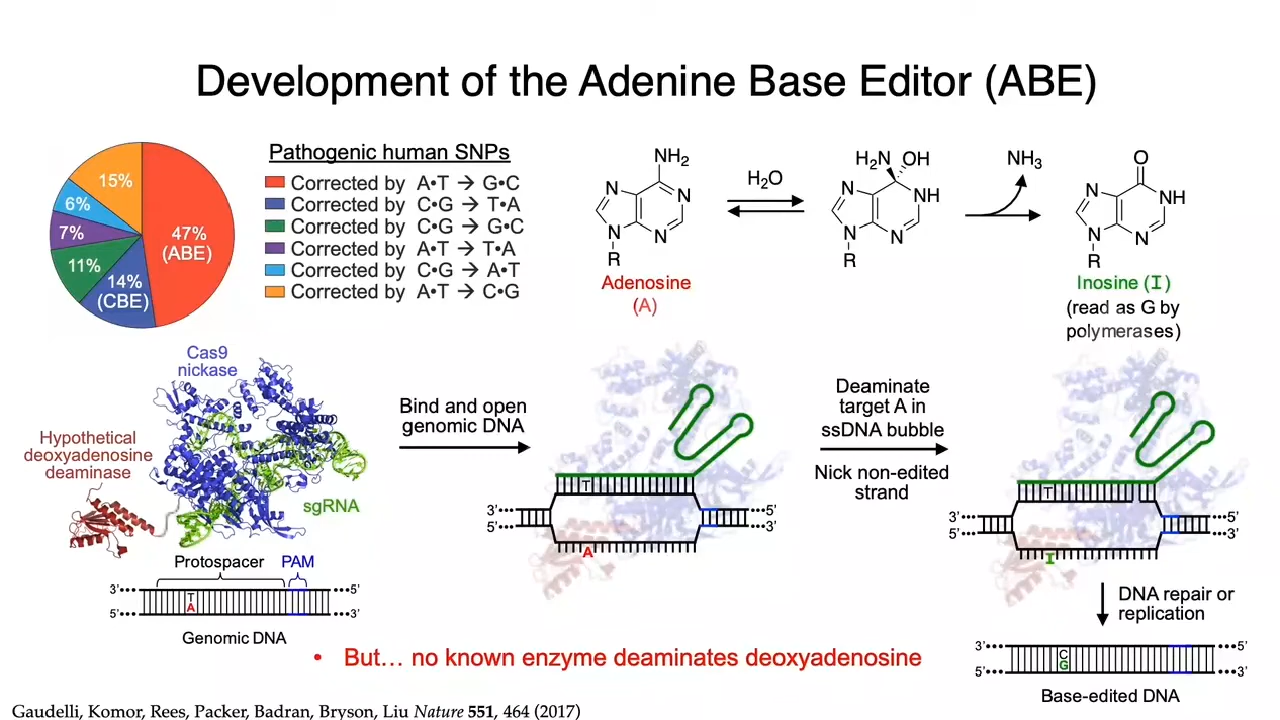 Development of the Adenine Base Editor (ABE)
Pathogenic human SNPs
Corrected by A•T → G•C
Corrected by C•G → T•A
Corrected by C•G → G•C
Corrected by A•T → T•A
Corrected by C•G → A•T
Corrected by A•T → C•G
47%
(ABE)
14%
(CBE)
11%
7%
6%
15%
NH₂
N
N
N
N
R
Adenosine
(A)
H₂O
H₂N
OH
N
NH
N
N
R
NH₃
O
N
NH
N
N
R
Inosine (I)
(read as G by
polymerases)
Cas9
nickase
Hypothetical
deoxyadenosine
deaminase
sgRNA
Protospacer
PAM
3'•••
•••5'
T
A
5'•••
•••3'
Genomic DNA
Bind and open
genomic DNA
T
3'•••
•••5'
5'•••
•••3'
A
Deaminate
target A in
ssDNA bubble
Nick non-edited
strand
T
3'•••
•••5'
5'•••
•••3'
I
DNA repair or
replication
3'•••
•••5'
C
G
5'•••
•••3'
Base-edited DNA
• But… no known enzyme deaminates deoxyadenosine
Gaudelli, Komor, Rees, Packer, Badran, Bryson, Liu Nature 551, 464 (2017)